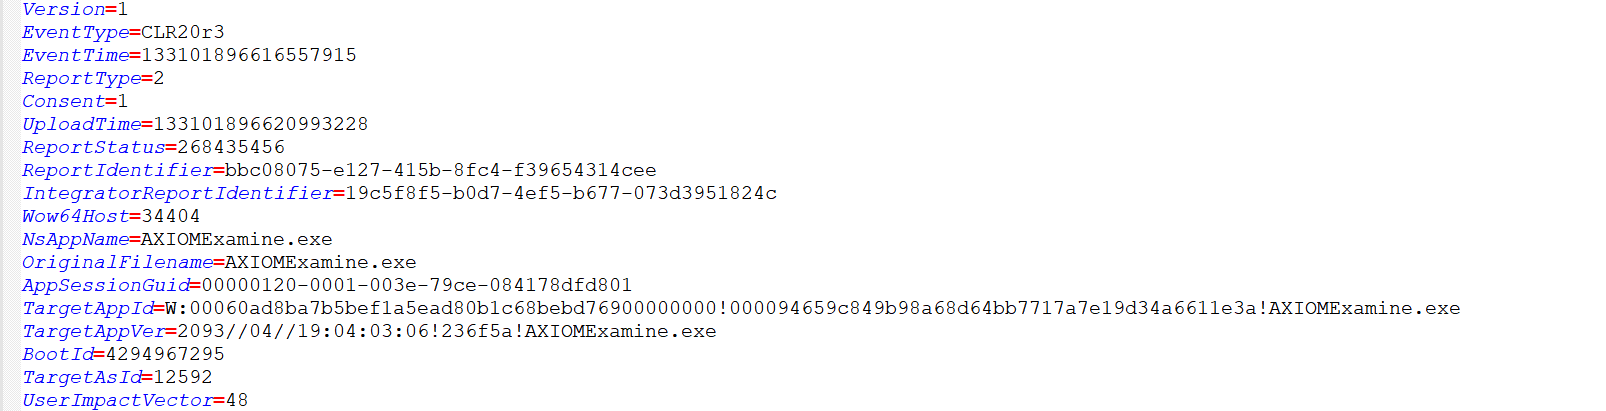 Version=1
EventType=CLR20r3
EventTime=133101896616557915
ReportType=2
Consent=1
UploadTime=133101896620993228
ReportStatus=268435456
ReportIdentifier=bbc08075-e127-415b-8fc4-f39654314cee
IntegratorReportIdentifier=19c5f8f5-b0d7-4ef5-b677-073d3951824c
Wow64Host=34404
NsAppName=AXIOMExamine.exe
OriginalFilename=AXIOMExamine.exe
AppSessionGuid=00000120-0001-003e-79ce-084178dfd801
TargetAppId=W:00060ad8ba7b5bef1a5ead80b1c68bebd76900000000!000094659c849b98a68d64bb7717a7e19d34a6611e3a!AXIOMExamine.exe
TargetAppVer=2093//04//19:04:03:06!236f5a!AXIOMExamine.exe
BootId=4294967295
TargetAsId=12592
UserImpactVector=48